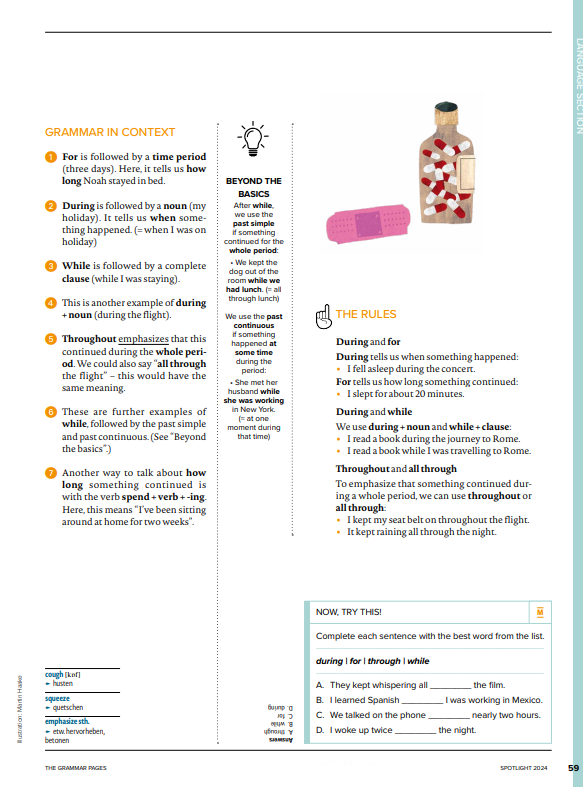 LANGUAGE SECTION
GRAMMAR IN CONTEXT
1 For is followed by a time period
(three days). Here, it tells us how
long Noah stayed in bed.
2 During is followed by a noun (my
holiday). It tells us when some-
thing happened. (= when I was on
holiday)
3 While is followed by a complete
clause (while I was staying).
4 This is another example of during
+ noun (during the flight).
5 Throughout emphasizes that this
continued during the whole peri-
od. We could also say "all through
the flight" – this would have the
same meaning.
6 These are further examples of
while, followed by the past simple
and past continuous. (See "Beyond
the basics".)
7 Another way to talk about how
long something continued is
with the verb spend + verb + -ing.
Here, this means "I've been sitting
around at home for two weeks".
BEYOND THE
BASICS
After while,
we use the
past simple
if something
continued for the
whole period:
• We kept the
dog out of the
room while we
had lunch. (= all
through lunch)
We use the past
continuous
if something
happened at
some time
during the
period:
• She met her
husband while
she was working
in New York.
(= at one
moment during
that time)
THE RULES
During and for
During tells us when something happened:
• I fell asleep during the concert.
For tells us how long something continued:
• I slept for about 20 minutes.
During and while
We use during + noun and while + clause:
• I read a book during the journey to Rome.
• I read a book while I was travelling to Rome.
Throughout and all through
To emphasize that something continued dur-
ing a whole period, we can use throughout or
all through:
• I kept my seat belt on throughout the flight.
• It kept raining all through the night.
NOW, TRY THIS!
M
Complete each sentence with the best word from the list.
during | for | through | while
A. They kept whispering all ________ the film.
B. I learned Spanish ________ I was working in Mexico.
C. We talked on the phone ________ nearly two hours.
D. I woke up twice ________ the night.
Answers
A. through
B. while
C. for
D. during
cough [kɒf]
► husten
squeeze
► quetschen
emphasize sth.
► etw. hervorheben,
betonen
Illustration: Martin Haake
THE GRAMMAR PAGES
SPOTLIGHT 2024
59